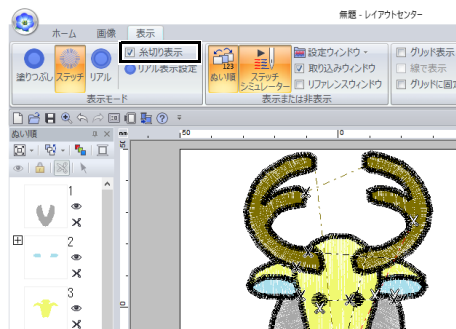 無題 - レイアウトセンター
ホーム 画像 表示
塗りつぶし ステッチ リアル
糸切り表示
リアル表示設定
表示モード
123
ぬい順
ステッチ
シミュレーター
設定ウィンドウ
取り込みウィンドウ
リファレンスウィンドウ
表示または非表示
グリッド表示
線で表示
グリッドに固定
ぬい順
mm
50
0
1
2
3